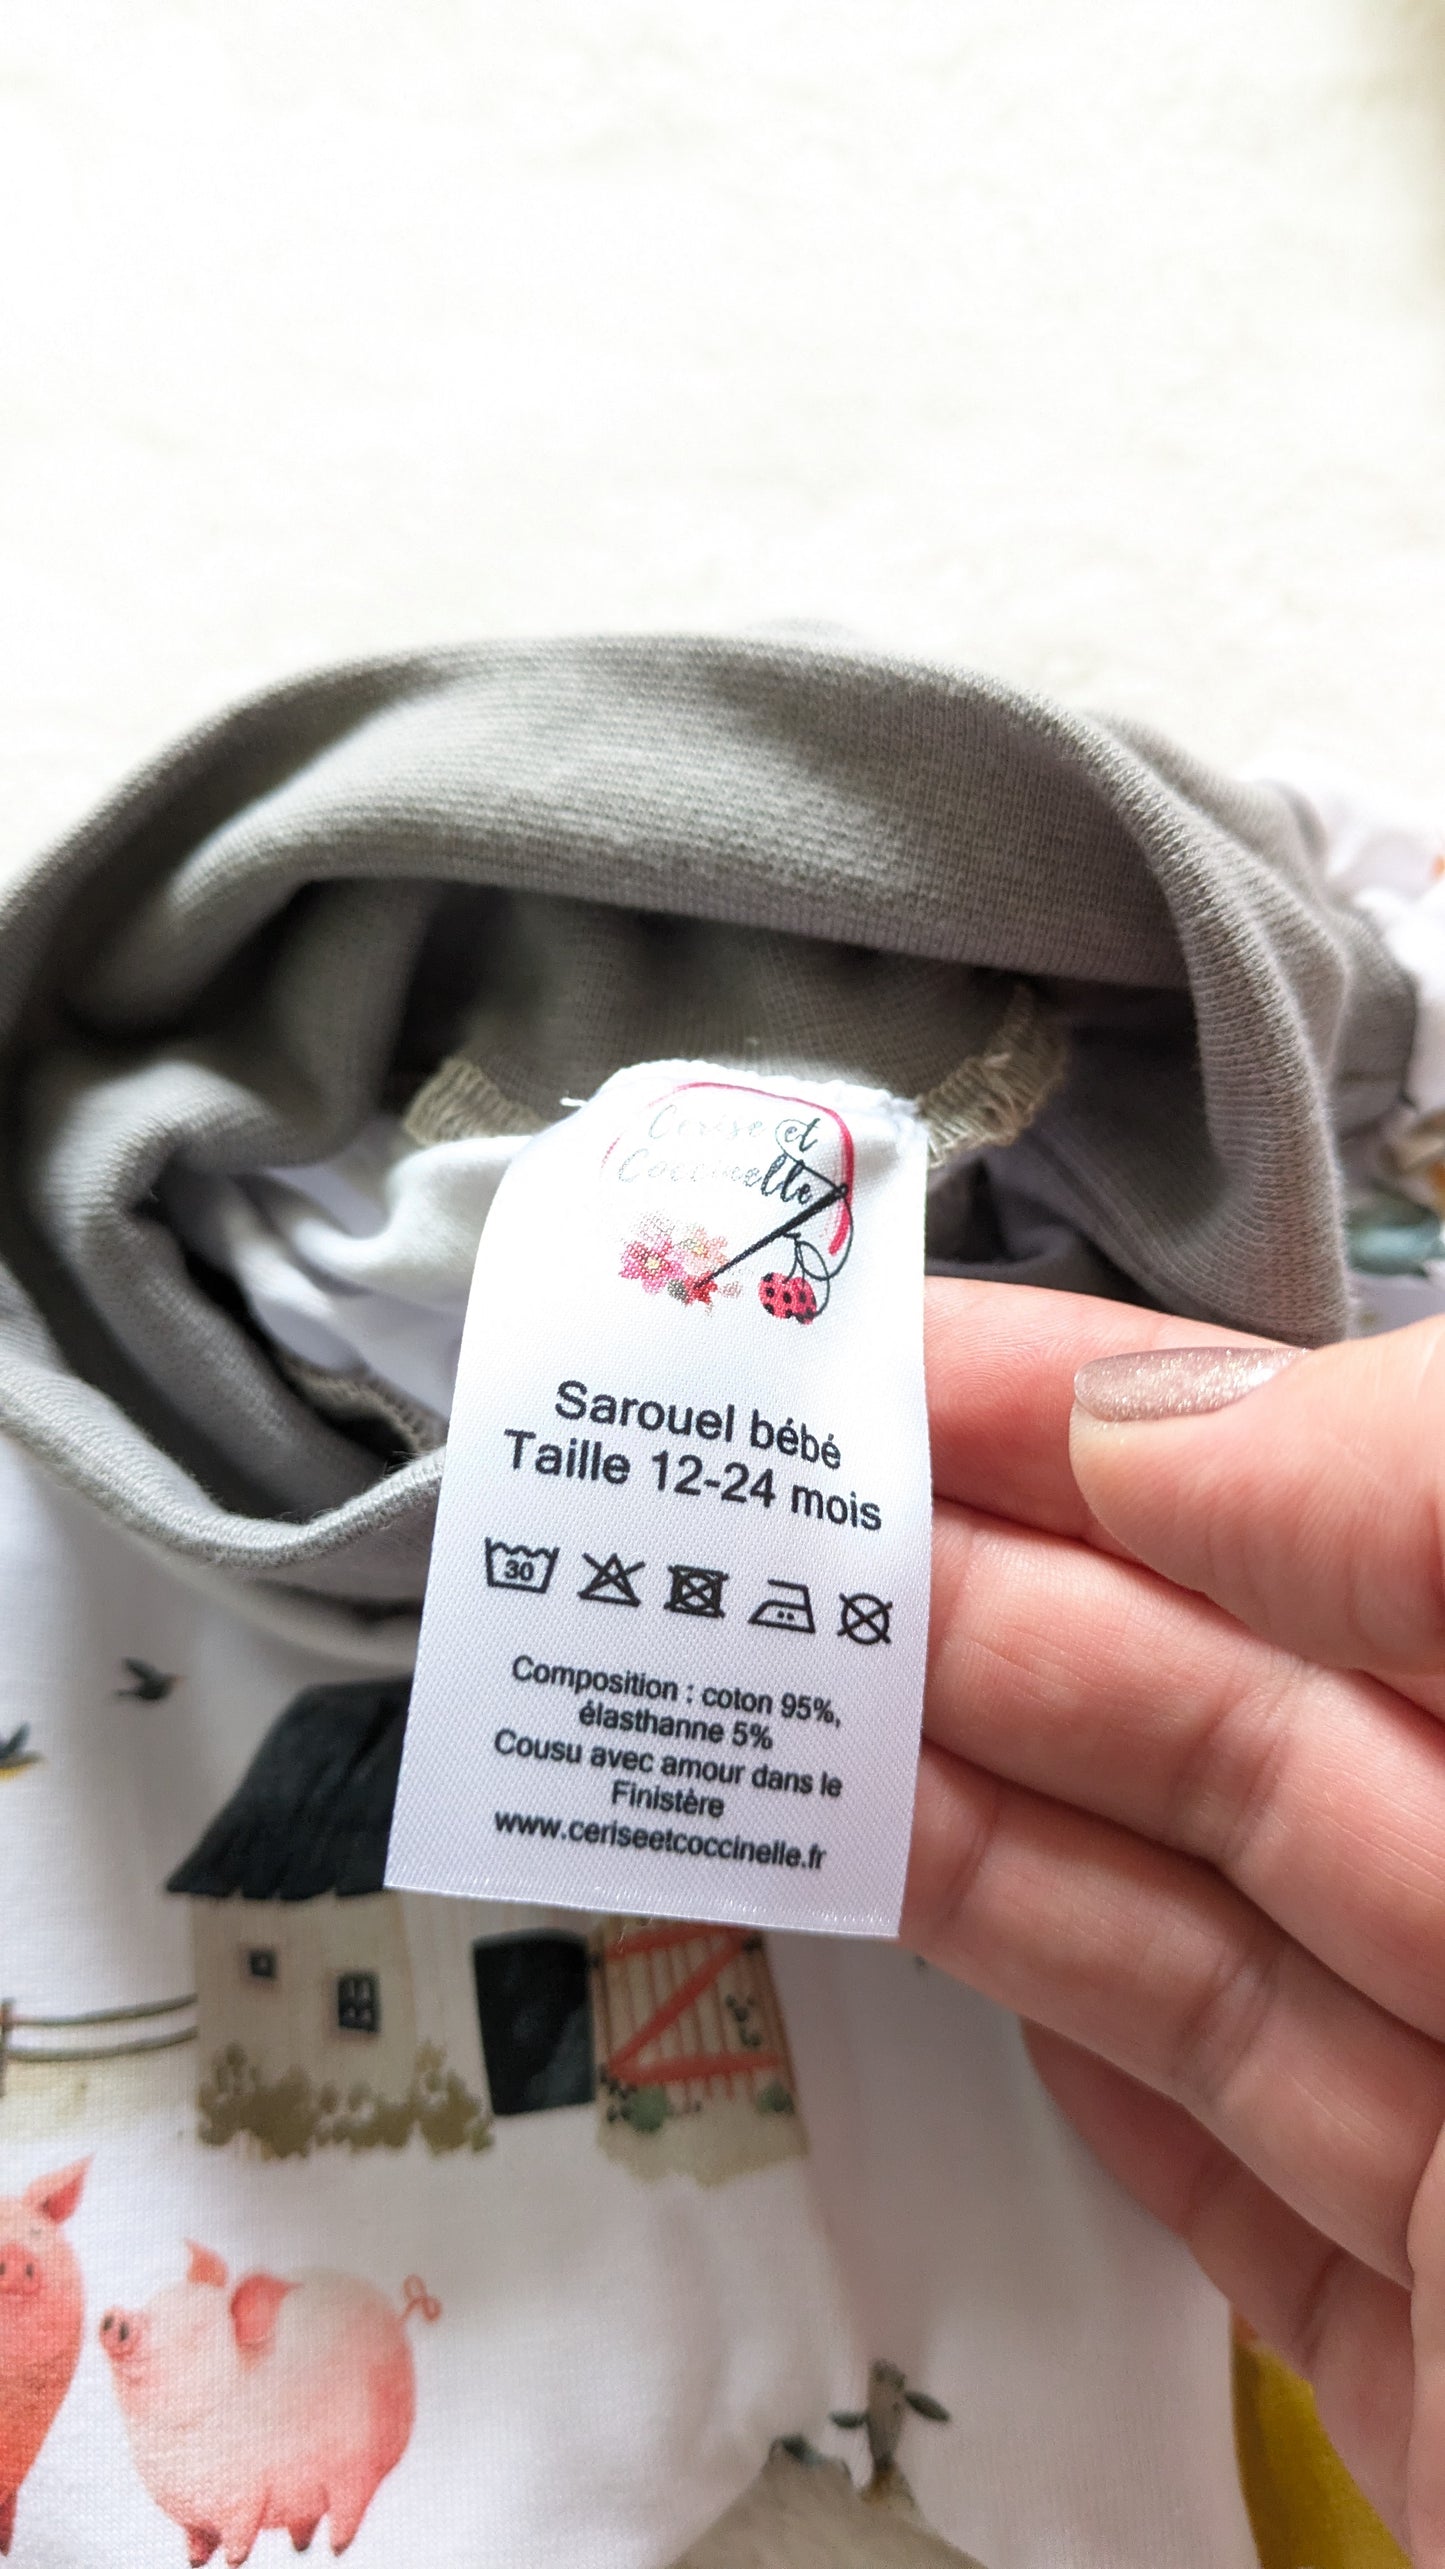 Cerise et
Coccinelle
Sarouel bébé
Taille 12-24 mois
30
Composition : coton 95%,
élasthanne 5%
Cousu avec amour dans le
Finistère
www.ceriseetcoccinelle.fr